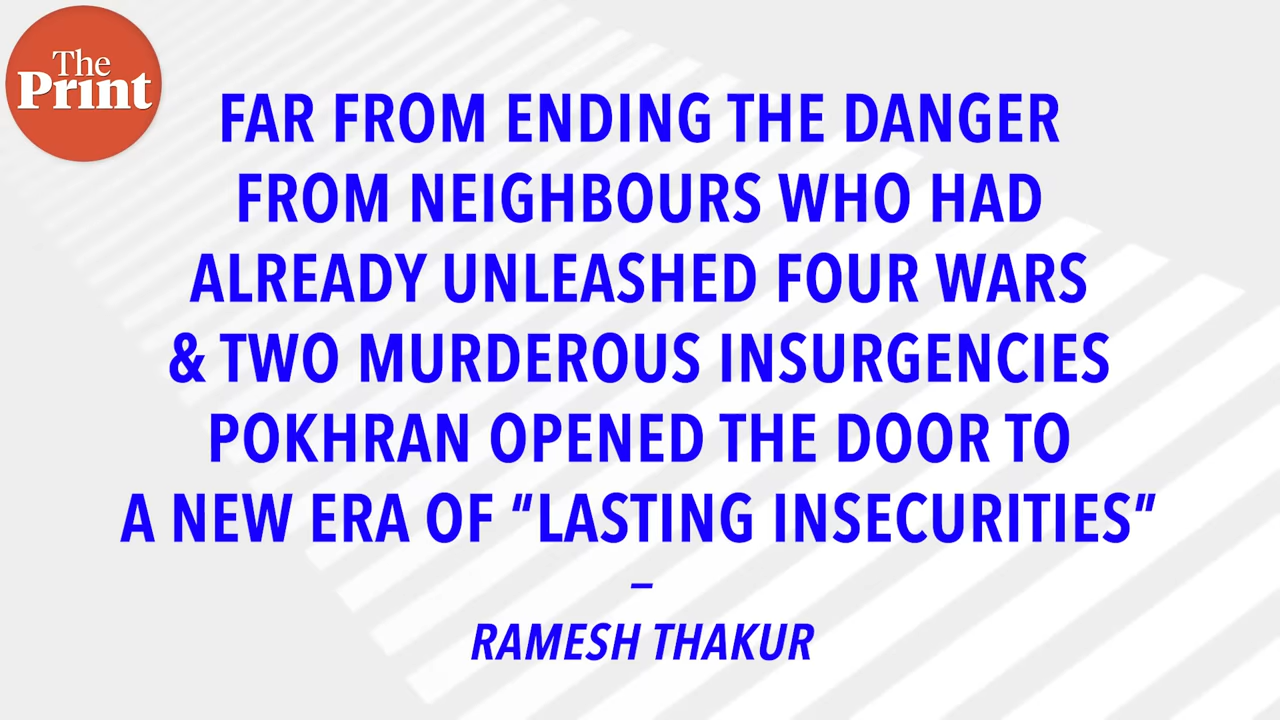 The
Print
FAR FROM ENDING THE DANGER
FROM NEIGHBOURS WHO HAD
ALREADY UNLEASHED FOUR WARS
& TWO MURDEROUS INSURGENCIES
POKHRAN OPENED THE DOOR TO
A NEW ERA OF “LASTING INSECURITIES“
–
RAMESH THAKUR